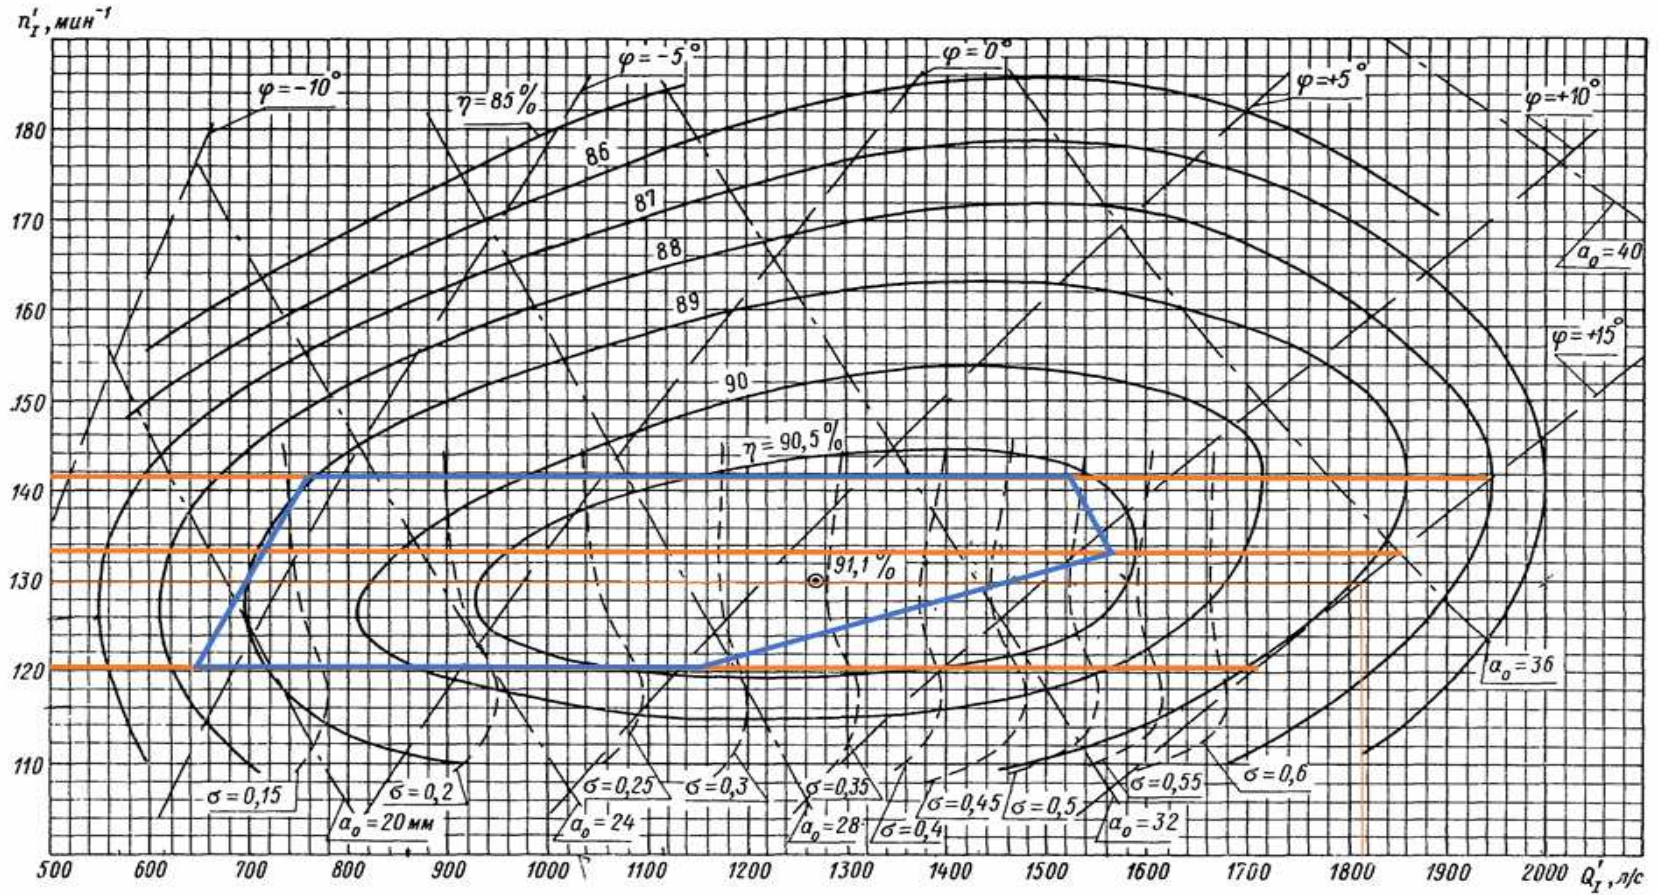 n'I, мин⁻¹
φ=-5°
φ=0°
φ=-10°
η=85%
φ=+5°
φ=+10°
180
86
87
170
88
a₀=40
160
89
φ=+15°
150
90
η=90,5%
140
91,1%
130
120
a₀=36
110
σ=0,15
σ=0,2
σ=0,25
σ=0,3
σ=0,35
σ=0,45
σ=0,5
σ=0,55
σ=0,6
a₀=20 мм
a₀=24
a₀=28
σ=0,4
a₀=32
500 600 700 800 900 1000 1100 1200 1300 1400 1500 1600 1700 1800 1900 2000 Q'I, л/с